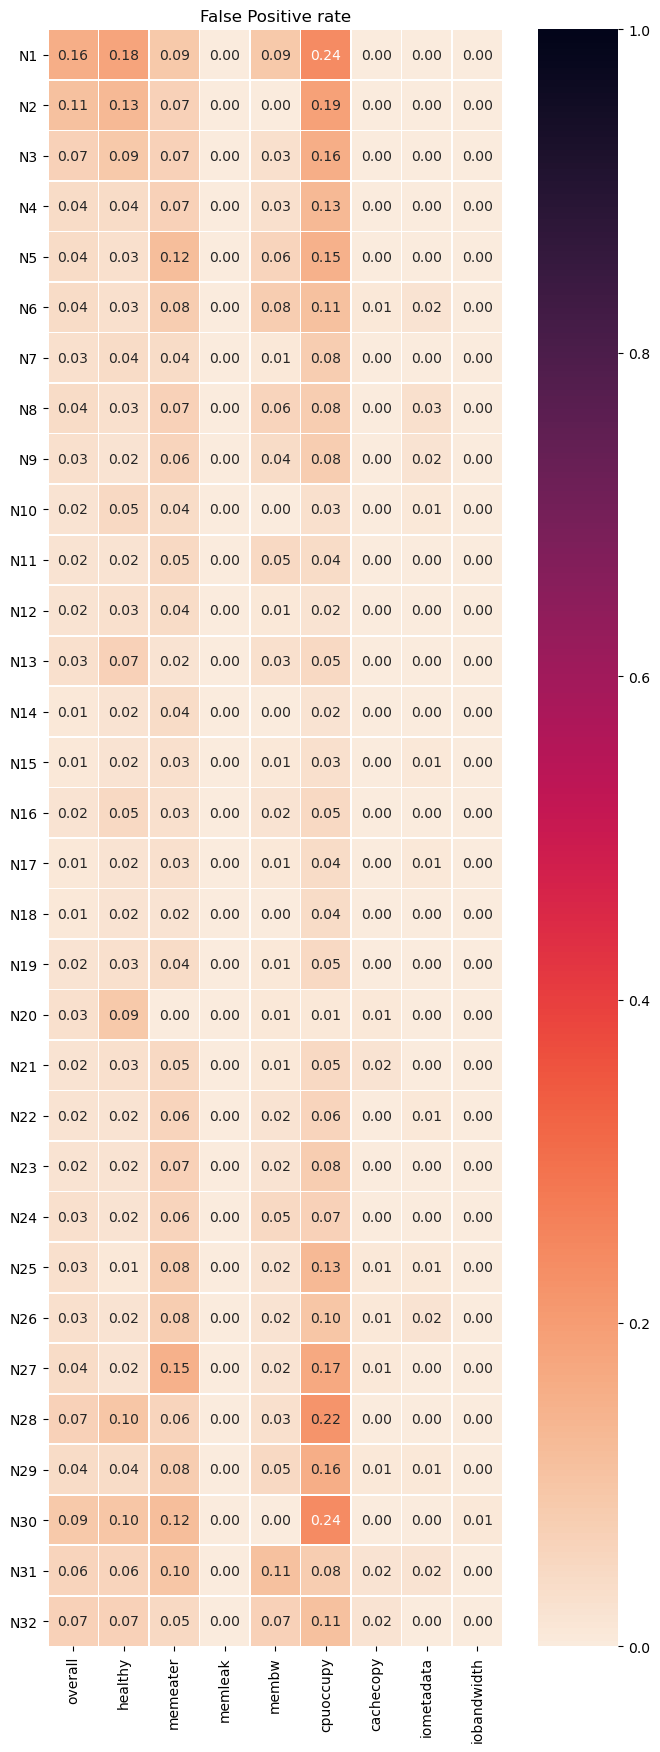 False Positive rate
N1 0.16 0.18 0.09 0.00 0.09 0.24 0.00 0.00 0.00
N2 0.11 0.13 0.07 0.00 0.00 0.19 0.00 0.00 0.00
N3 0.07 0.09 0.07 0.00 0.03 0.16 0.00 0.00 0.00
N4 0.04 0.04 0.07 0.00 0.03 0.13 0.00 0.00 0.00
N5 0.04 0.03 0.12 0.00 0.06 0.15 0.00 0.00 0.00
N6 0.04 0.03 0.08 0.00 0.08 0.11 0.01 0.02 0.00
N7 0.03 0.04 0.04 0.00 0.01 0.08 0.00 0.00 0.00
N8 0.04 0.03 0.07 0.00 0.06 0.08 0.00 0.03 0.00
N9 0.03 0.02 0.06 0.00 0.04 0.08 0.00 0.02 0.00
N10 0.02 0.05 0.04 0.00 0.00 0.03 0.00 0.01 0.00
N11 0.02 0.02 0.05 0.00 0.05 0.04 0.00 0.00 0.00
N12 0.02 0.03 0.04 0.00 0.01 0.02 0.00 0.00 0.00
N13 0.03 0.07 0.02 0.00 0.03 0.05 0.00 0.00 0.00
N14 0.01 0.02 0.04 0.00 0.00 0.02 0.00 0.00 0.00
N15 0.01 0.02 0.03 0.00 0.01 0.03 0.00 0.01 0.00
N16 0.02 0.05 0.03 0.00 0.02 0.05 0.00 0.00 0.00
N17 0.01 0.02 0.03 0.00 0.01 0.04 0.00 0.01 0.00
N18 0.01 0.02 0.02 0.00 0.00 0.04 0.00 0.00 0.00
N19 0.02 0.03 0.04 0.00 0.01 0.05 0.00 0.00 0.00
N20 0.03 0.09 0.00 0.00 0.01 0.01 0.01 0.00 0.00
N21 0.02 0.03 0.05 0.00 0.01 0.05 0.02 0.00 0.00
N22 0.02 0.02 0.06 0.00 0.02 0.06 0.00 0.01 0.00
N23 0.02 0.02 0.07 0.00 0.02 0.08 0.00 0.00 0.00
N24 0.03 0.02 0.06 0.00 0.05 0.07 0.00 0.00 0.00
N25 0.03 0.01 0.08 0.00 0.02 0.13 0.01 0.01 0.00
N26 0.03 0.02 0.08 0.00 0.02 0.10 0.01 0.02 0.00
N27 0.04 0.02 0.15 0.00 0.02 0.17 0.01 0.00 0.00
N28 0.07 0.10 0.06 0.00 0.03 0.22 0.00 0.00 0.00
N29 0.04 0.04 0.08 0.00 0.05 0.16 0.01 0.01 0.00
N30 0.09 0.10 0.12 0.00 0.00 0.24 0.00 0.00 0.01
N31 0.06 0.06 0.10 0.00 0.11 0.08 0.02 0.02 0.00
N32 0.07 0.07 0.05 0.00 0.07 0.11 0.02 0.00 0.00
overall
healthy
memeater
memleak
membw
cpuoccupy
cachecopy
iometadata
iobandwidth
1.0
0.8
0.6
0.4
0.2
0.0